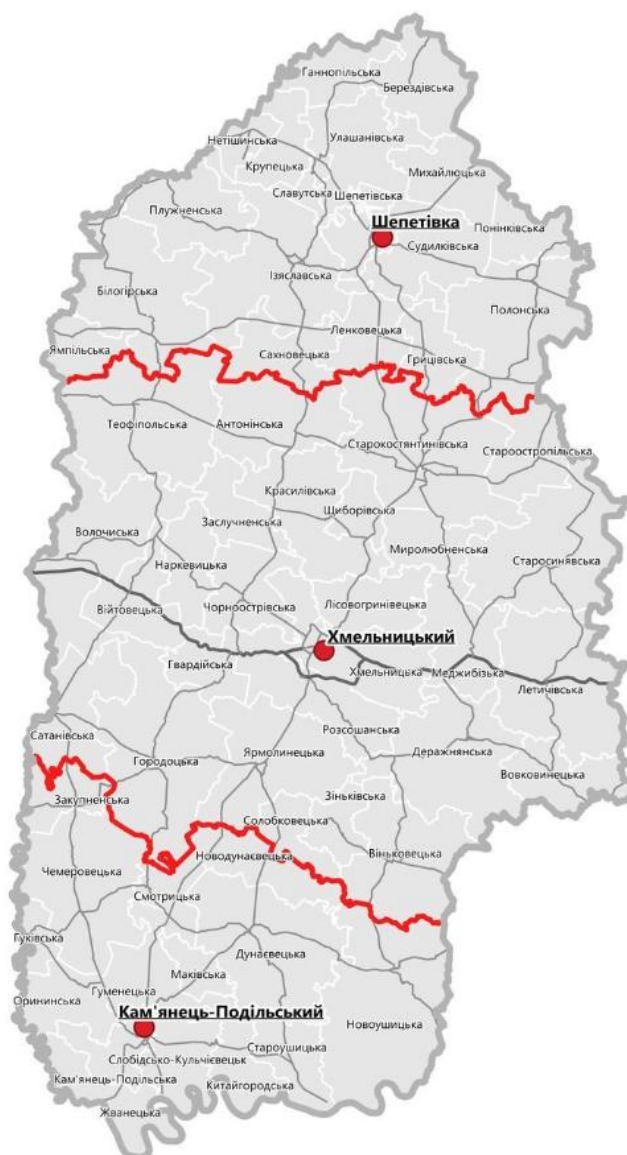 Ганнопільська
Берездівська
Нетішинська
Улашанівська
Крупецька
Михайлюцька
Славутська
Шепетівська
Плужненська
Шепетівка
Понінківська
Судилківська
Ізяславська
Білогірська
Полонська
Ленковецька
Ямпільська
Сахновецька
Грицівська
Теофіпольська
Антонінська
Старокостянтинівська
Староостропільська
Красилівська
Щиборівська
Заслучненська
Волочиська
Миролюбненська
Старосинявська
Наркевицька
Чорноострівська
Лісовогринівецька
Війтовецька
Хмельницький
Гвардійська
Хмельницька
Меджибізька
Летичівська
Розсошанська
Сатанівська
Городоцька
Ярмолинецька
Деражнянська
Вовковинецька
Зіньківська
Закупненська
Солобковецька
Новодунаєвецька
Віньковецька
Чемеровецька
Смотрицька
Гуківська
Дунаєвецька
Маківська
Гуменецька
Орининська
Кам'янець-Подільський
Новоушицька
Староушицька
Слобідсько-Кульчієвецьк
Кам'янець-Подільська
Китайгородська
Жванецька